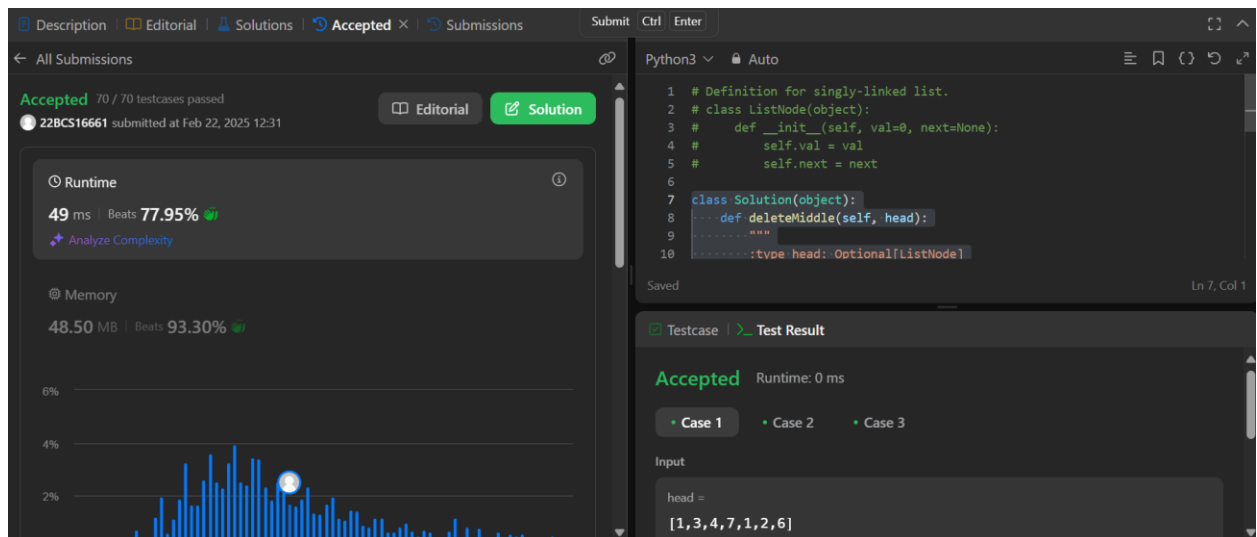 Description | Editorial | Solutions | Accepted × | Submissions
Submit Ctrl Enter
← All Submissions
Accepted 70 / 70 testcases passed
22BCS16661 submitted at Feb 22, 2025 12:31
Editorial
Solution
Runtime
49 ms | Beats 77.95%
Analyze Complexity
Memory
48.50 MB | Beats 93.30%
6%
4%
2%
Python3 Auto
1 # Definition for singly-linked list.
2 # class ListNode(object):
3 #     def __init__(self, val=0, next=None):
4 #         self.val = val
5 #         self.next = next
6
7 class Solution(object):
8     def deleteMiddle(self, head):
9         """
10         :type head: Optional[ListNode]
Saved
Ln 7, Col 1
Testcase | >_ Test Result
Accepted Runtime: 0 ms
• Case 1 • Case 2 • Case 3
Input
head =
[1,3,4,7,1,2,6]